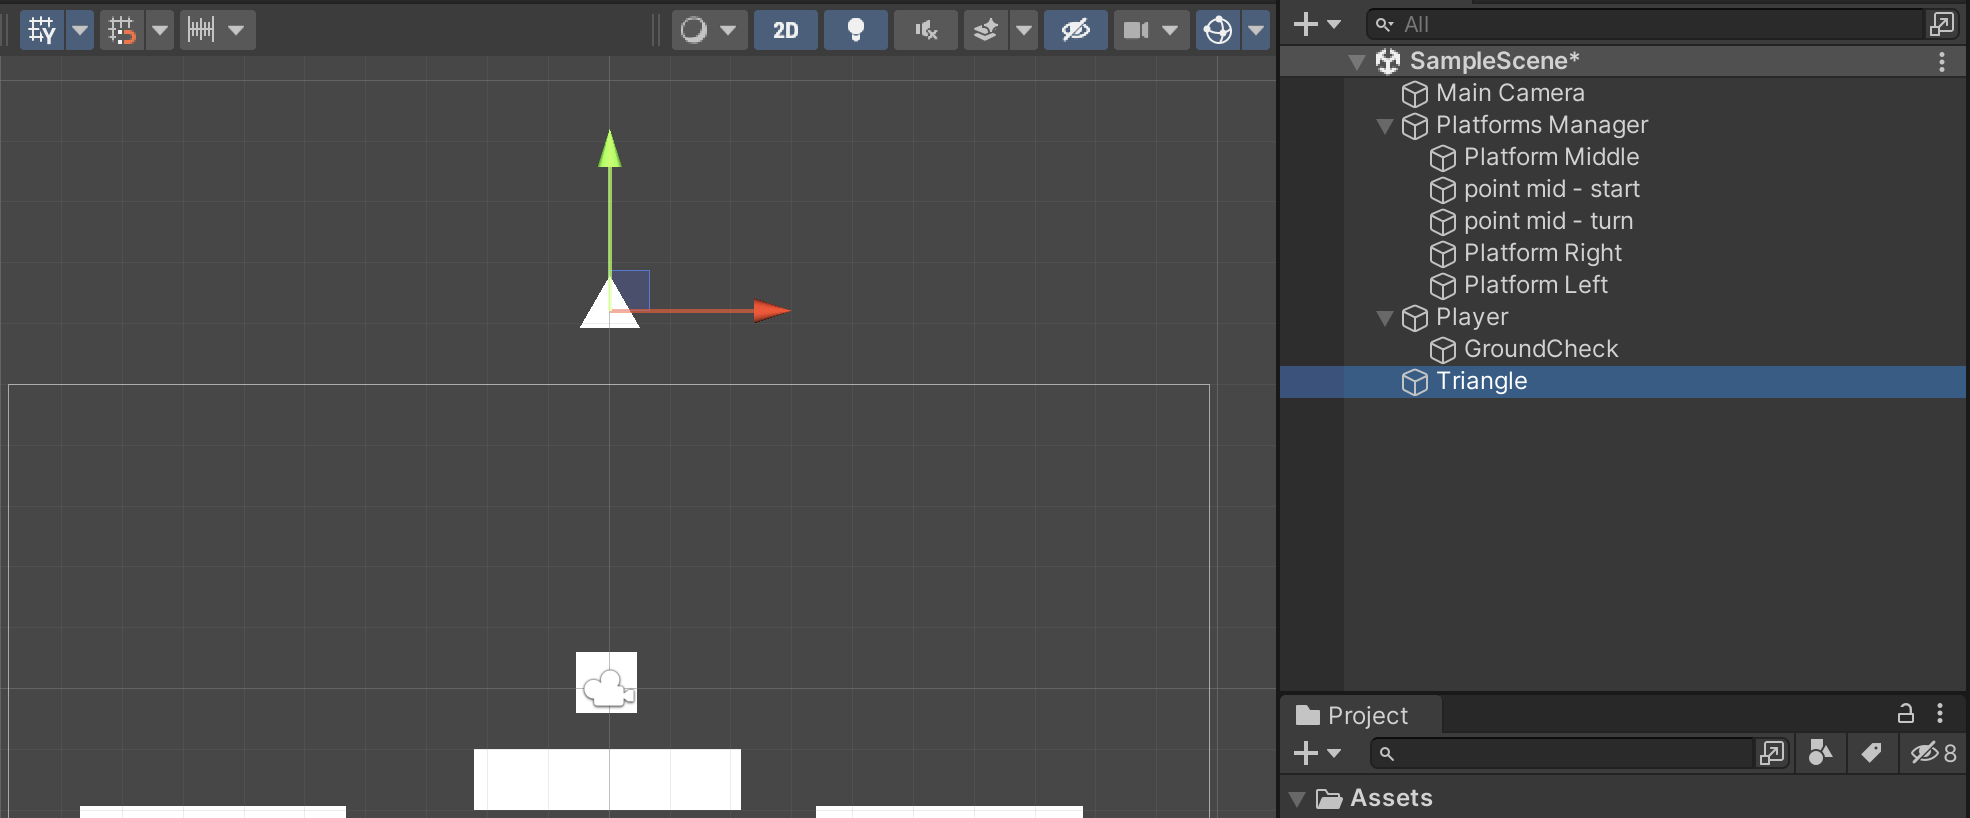 2D
All
SampleScene*
Main Camera
Platforms Manager
Platform Middle
point mid - start
point mid - turn
Platform Right
Platform Left
Player
GroundCheck
Triangle
Project
8
Assets